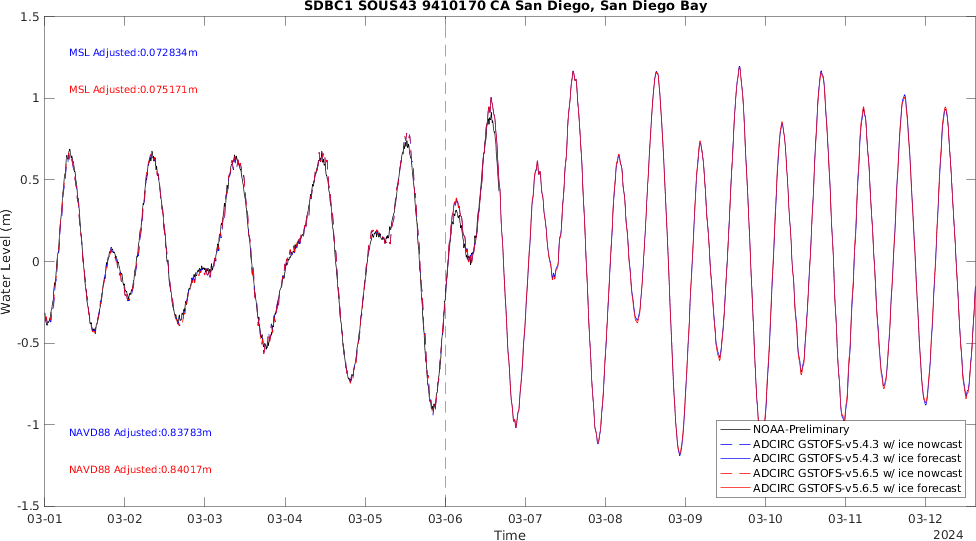 SDBC1 SOUS43 9410170 CA San Diego, San Diego Bay
1.5
1
0.5
0
-0.5
-1
-1.5
Water Level (m)
MSL Adjusted:0.072834m
MSL Adjusted:0.075171m
NAVD88 Adjusted:0.83783m
NAVD88 Adjusted:0.84017m
NOAA-Preliminary
ADCIRC GSTOFS-v5.4.3 w/ ice nowcast
ADCIRC GSTOFS-v5.4.3 w/ ice forecast
ADCIRC GSTOFS-v5.6.5 w/ ice nowcast
ADCIRC GSTOFS-v5.6.5 w/ ice forecast
03-01 03-02 03-03 03-04 03-05 03-06 03-07 03-08 03-09 03-10 03-11 03-12
Time
2024